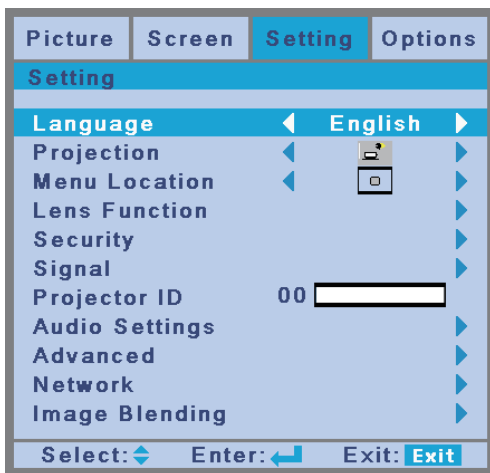 Picture Screen Setting Options
Setting
Language English
Projection
Menu Location
Lens Function
Security
Signal
Projector ID 00
Audio Settings
Advanced
Network
Image Blending
Select: Enter: Exit: Exit